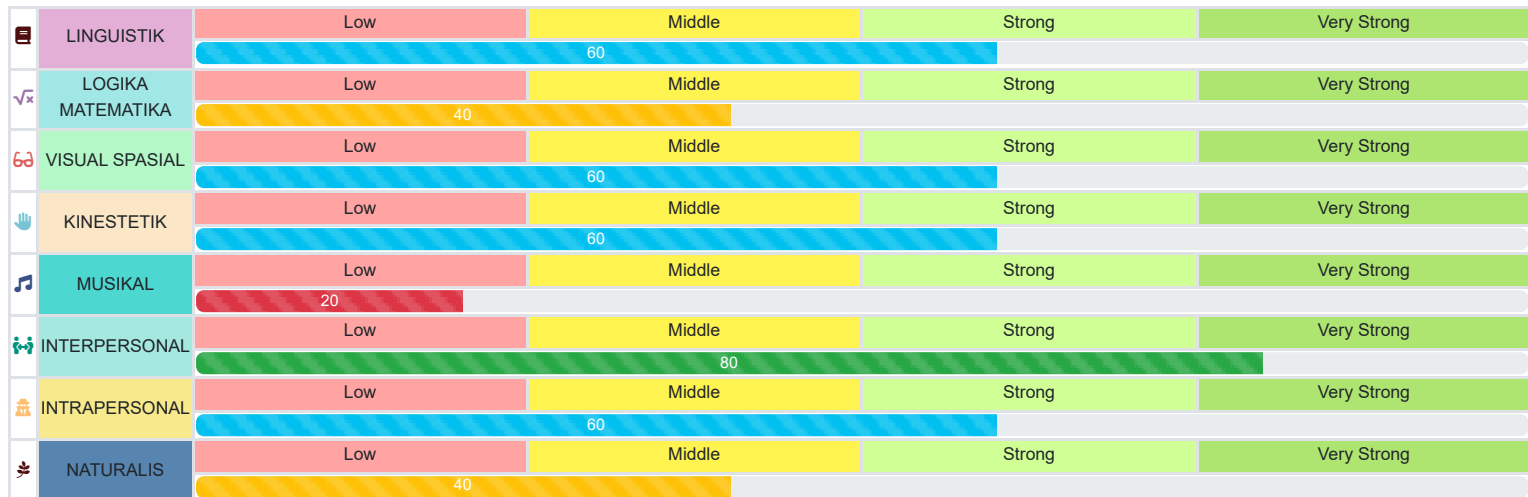 Low Middle Strong Very Strong
LINGUISTIK
60
LOGIKA
MATEMATIKA
Low Middle Strong Very Strong
40
Low Middle Strong Very Strong
VISUAL SPASIAL
60
Low Middle Strong Very Strong
KINESTETIK
60
Low Middle Strong Very Strong
MUSIKAL
20
Low Middle Strong Very Strong
INTERPERSONAL
80
Low Middle Strong Very Strong
INTRAPERSONAL
60
Low Middle Strong Very Strong
NATURALIS
40